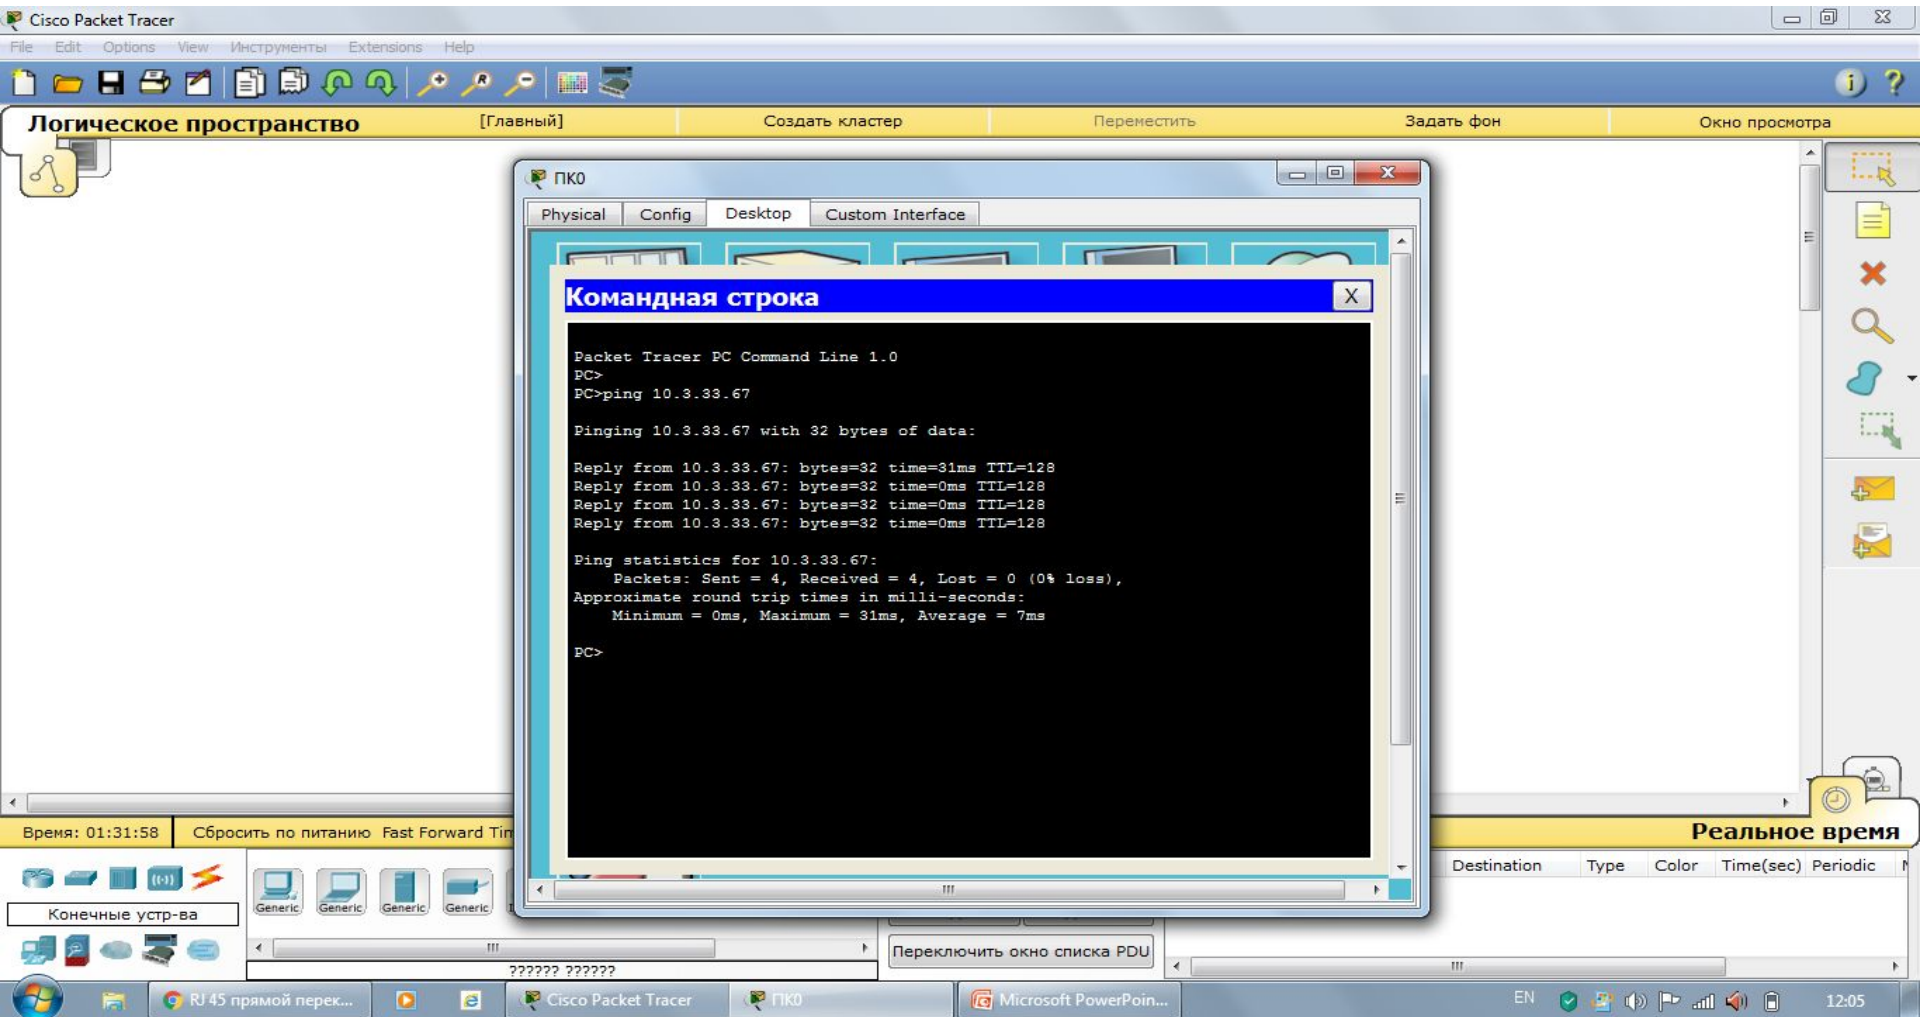 Cisco Packet Tracer
File Edit Options View Инструменты Extensions Help
Логическое пространство [Главный] Создать кластер Переместить Задать фон Окно просмотра
ПК0
Physical Config Desktop Custom Interface
Командная строка X
Packet Tracer PC Command Line 1.0
PC>
PC>ping 10.3.33.67
Pinging 10.3.33.67 with 32 bytes of data:
Reply from 10.3.33.67: bytes=32 time=31ms TTL=128
Reply from 10.3.33.67: bytes=32 time=0ms TTL=128
Reply from 10.3.33.67: bytes=32 time=0ms TTL=128
Reply from 10.3.33.67: bytes=32 time=0ms TTL=128
Ping statistics for 10.3.33.67:
Packets: Sent = 4, Received = 4, Lost = 0 (0% loss),
Approximate round trip times in milli-seconds:
Minimum = 0ms, Maximum = 31ms, Average = 7ms
PC>
Время: 01:31:58 Сбросить по питанию Fast Forward Tim Реальное время
Destination Type Color Time(sec) Periodic
Generic Generic Generic Generic
Конечные устр-ва
Переключить окно списка PDU
?????? ??????
RJ45 прямой перек... Cisco Packet Tracer ПК0 Microsoft PowerPoin... EN 12:05